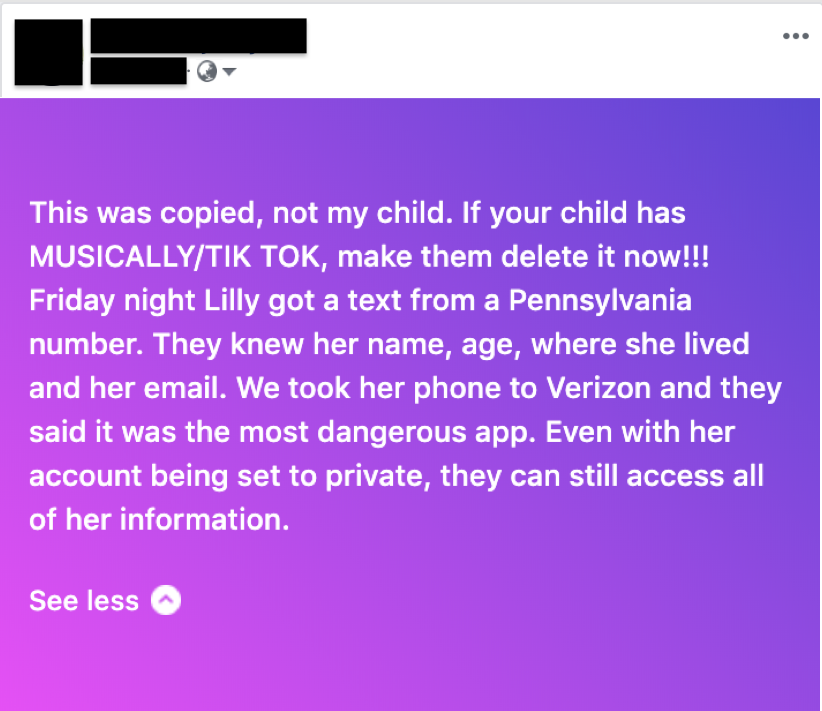 This was copied, not my child. If your child has
MUSICALLY/TIK TOK, make them delete it now!!!
Friday night Lilly got a text from a Pennsylvania
number. They knew her name, age, where she lived
and her email. We took her phone to Verizon and they
said it was the most dangerous app. Even with her
account being set to private, they can still access all
of her information.
See less